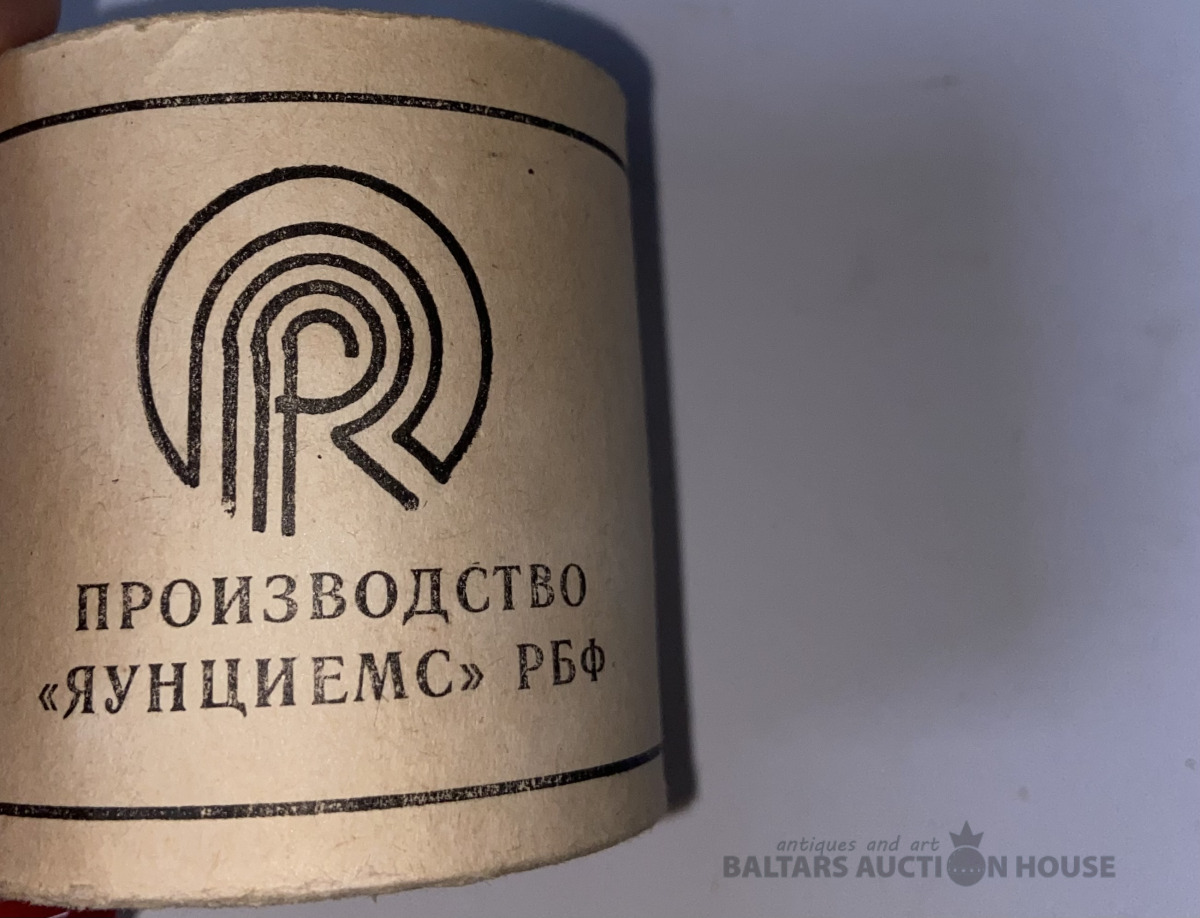 R
ПРОИЗВОДСТВО
«ЯУНЦИЕМС» РБФ
antiques and art
BALTARS AUCTION HOUSE